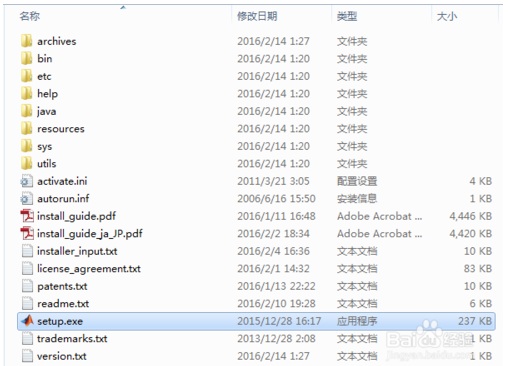 名称 修改日期 类型 大小
archives 2016/2/14 1:27 文件夹
bin 2016/2/14 1:20 文件夹
etc 2016/2/14 1:20 文件夹
help 2016/2/14 1:20 文件夹
java 2016/2/14 1:20 文件夹
resources 2016/2/14 1:20 文件夹
sys 2016/2/14 1:20 文件夹
utils 2016/2/14 1:20 文件夹
activate.ini 2011/3/21 3:05 配置设置 4 KB
autorun.inf 2006/6/16 15:50 安装信息 1 KB
install_guide.pdf 2016/1/11 16:48 Adobe Acrobat ... 4,446 KB
install_guide_ja_JP.pdf 2016/2/2 18:34 Adobe Acrobat ... 4,420 KB
installer_input.txt 2016/2/4 16:36 文本文档 10 KB
license_agreement.txt 2016/2/1 14:32 文本文档 83 KB
patents.txt 2016/1/13 22:22 文本文档 10 KB
readme.txt 2016/2/10 19:28 文本文档 6 KB
setup.exe 2015/12/28 16:17 应用程序 237 KB
trademarks.txt 2013/12/28 2:08 文本文档 1 KB
version.txt 2016/2/14 1:27 文本文档 1 KB
Baidu 经验
jingyan.baidu.com